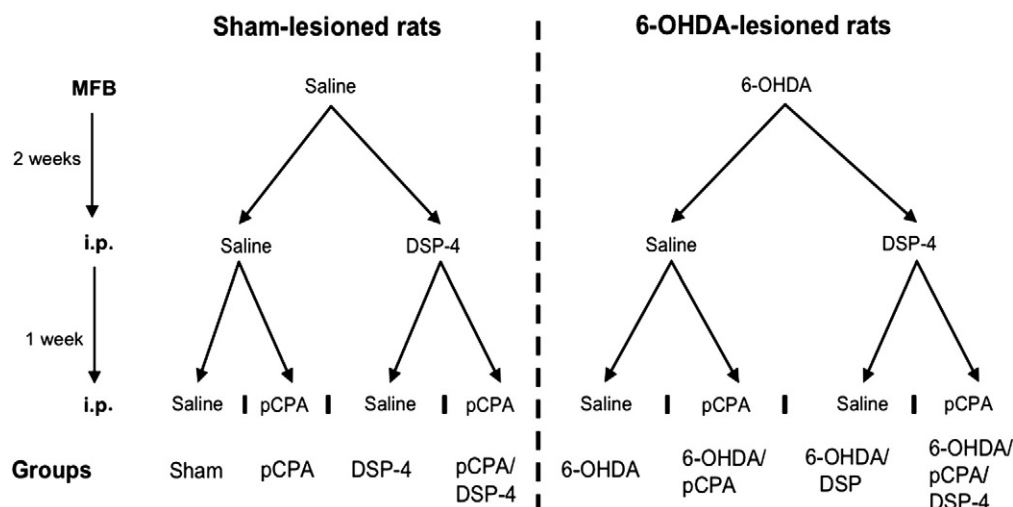 Sham-lesioned rats
6-OHDA-lesioned rats
MFB
Saline
6-OHDA
2 weeks
i.p.
Saline
DSP-4
Saline
DSP-4
1 week
i.p.
Saline
pCPA
Saline
pCPA
Saline
pCPA
Saline
pCPA
Groups
Sham
pCPA
DSP-4
pCPA/
DSP-4
6-OHDA
6-OHDA/
pCPA
6-OHDA/
DSP
6-OHDA/
pCPA/
DSP-4